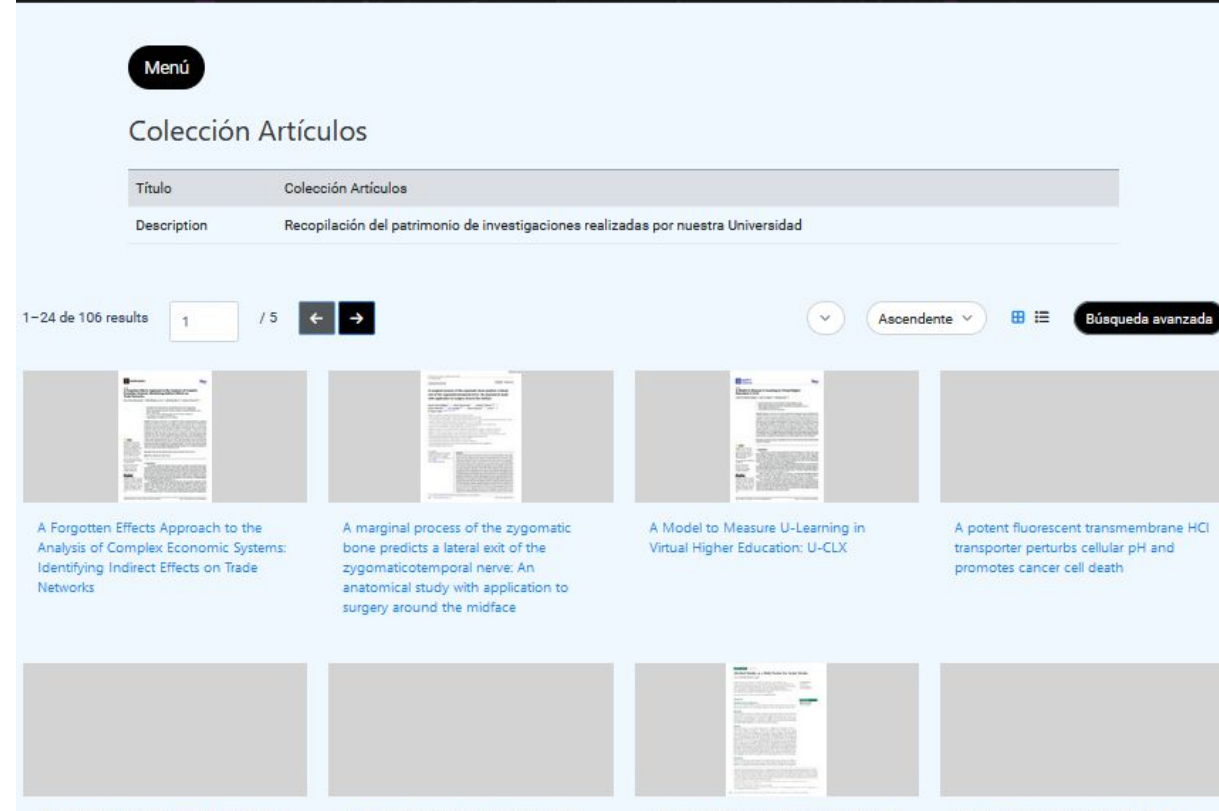 Menú
Colección Artículos
Título Colección Artículos
Description Recopilación del patrimonio de investigaciones realizadas por nuestra Universidad
1–24 de 106 results 1 / 5 Ascendente Búsqueda avanzada
A Forgotten Effects Approach to the
Analysis of Complex Economic Systems:
Identifying Indirect Effects on Trade
Networks
A marginal process of the zygomatic
bone predicts a lateral exit of the
zygomaticotemporal nerve: An
anatomical study with application to
surgery around the midface
A Model to Measure U-Learning in
Virtual Higher Education: U-CLX
A potent fluorescent transmembrane HCl
transporter perturbs cellular pH and
promotes cancer cell death